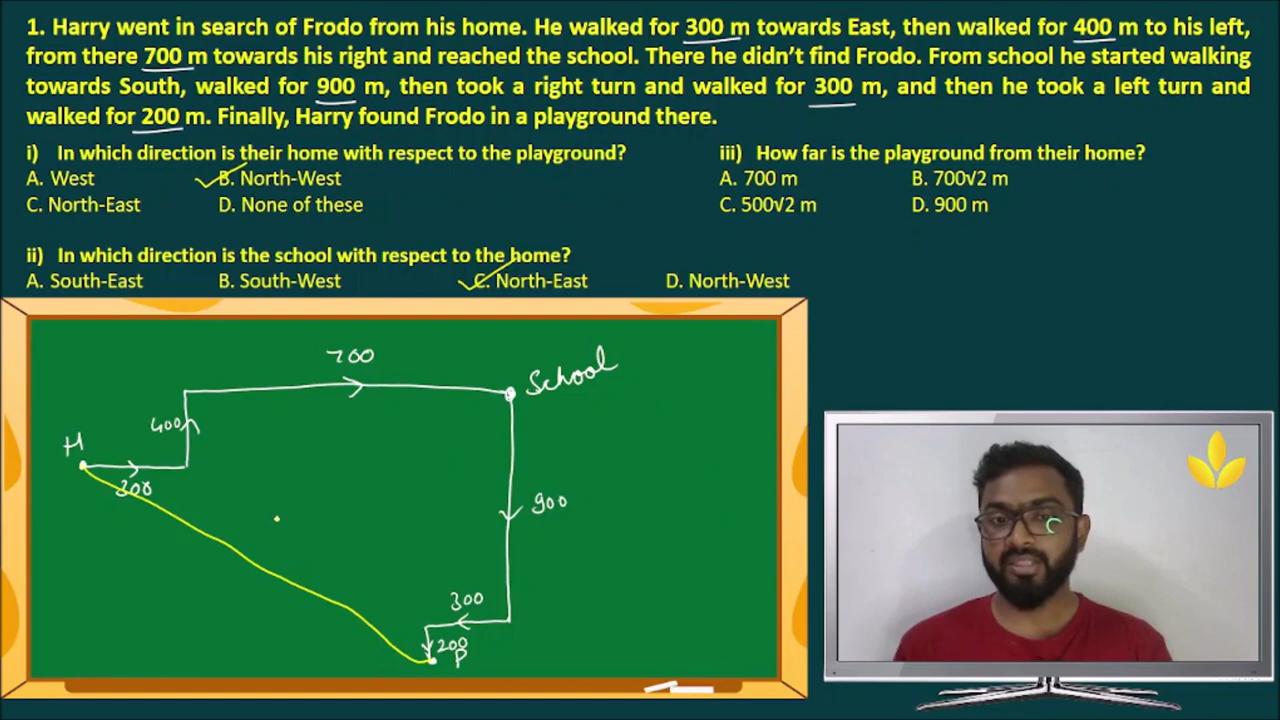 1. Harry went in search of Frodo from his home. He walked for 300 m towards East, then walked for 400 m to his left,
from there 700 m towards his right and reached the school. There he didn’t find Frodo. From school he started walking
towards South, walked for 900 m, then took a right turn and walked for 300 m, and then he took a left turn and
walked for 200 m. Finally, Harry found Frodo in a playground there.
i) In which direction is their home with respect to the playground?
A. West B. North-West
C. North-East D. None of these
iii) How far is the playground from their home?
A. 700 m B. 700√2 m
C. 500√2 m D. 900 m
ii) In which direction is the school with respect to the home?
A. South-East B. South-West C. North-East D. North-West
700
School
400
H
300
900
300
200
P